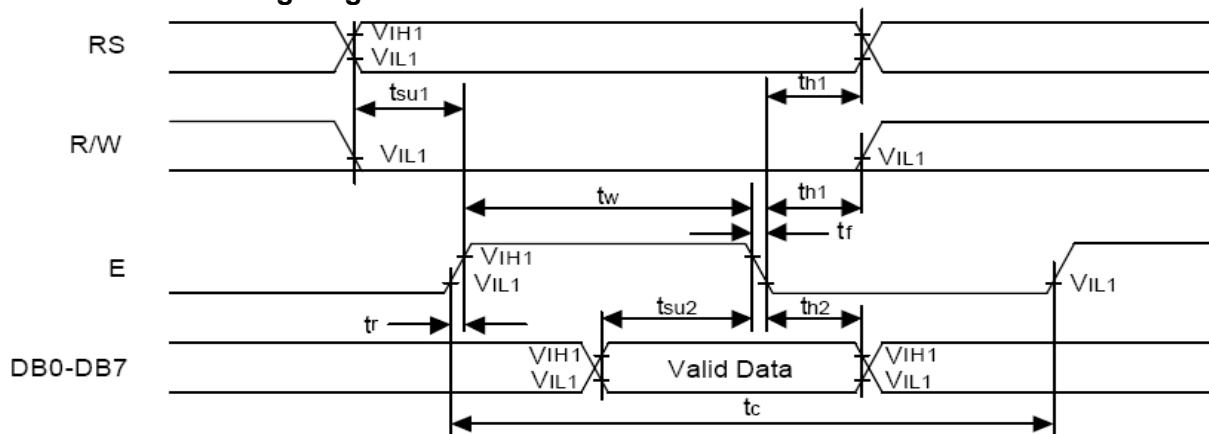 RS
VIH1
VIL1
tsu1
th1
R/W
VIL1
VIL1
tw
th1
tf
E
VIH1
VIL1
VIL1
tr
tsu2
th2
DB0-DB7
VIH1
VIL1
Valid Data
VIH1
VIL1
tc